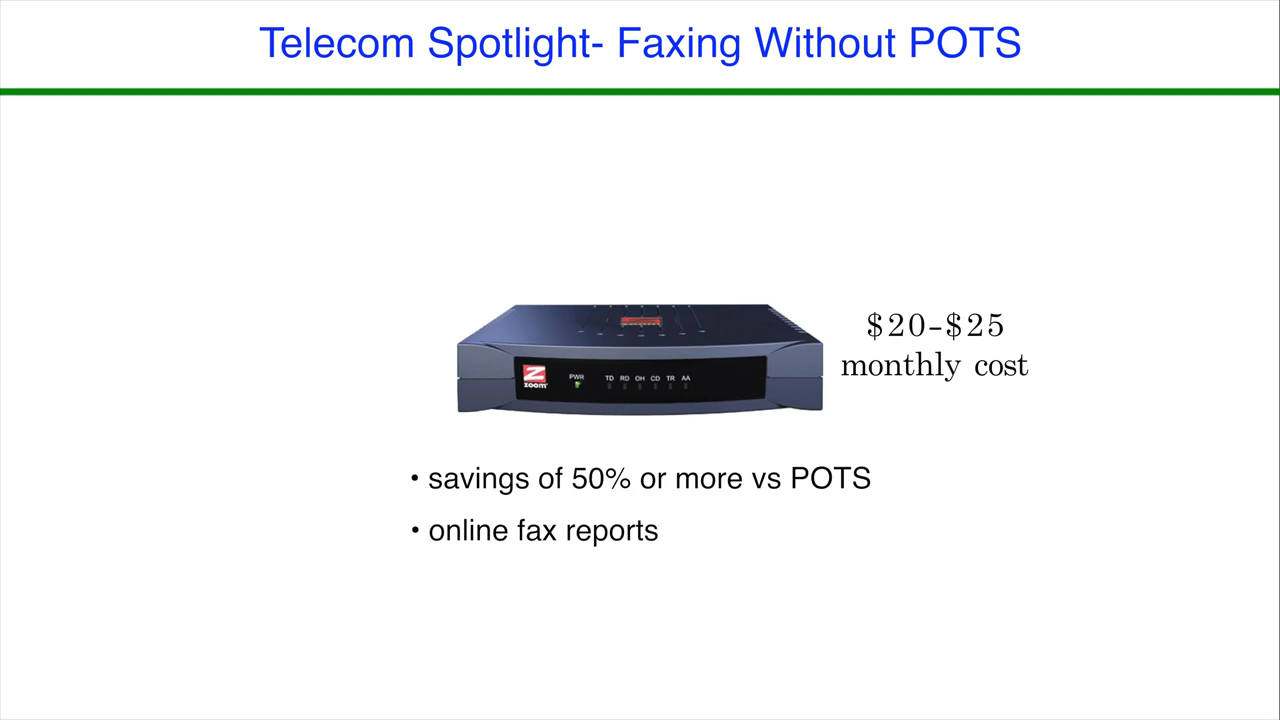 Telecom Spotlight- Faxing Without POTS
$20-$25
monthly cost
Z
zoom
PWR
TD RD OH CD TR AA
• savings of 50% or more vs POTS
• online fax reports